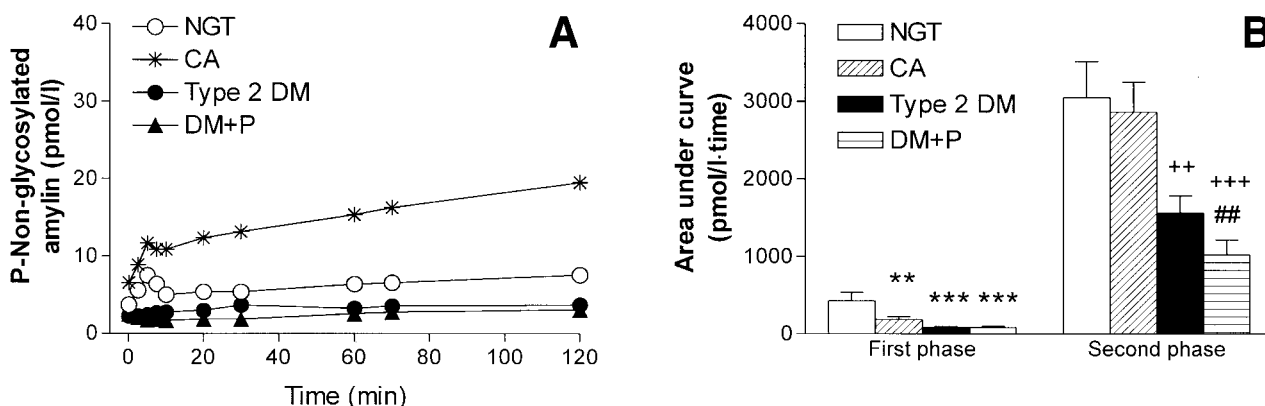 A
P-Non-glycosylated
amylin (pmol/l)
40
30
20
10
0
NGT
CA
Type 2 DM
DM+P
0 20 40 60 80 100 120
Time (min)
B
Area under curve
(pmol/l·time)
4000
3000
2000
1000
0
NGT
CA
Type 2 DM
DM+P
** *** ***
++
+++
##
First phase Second phase